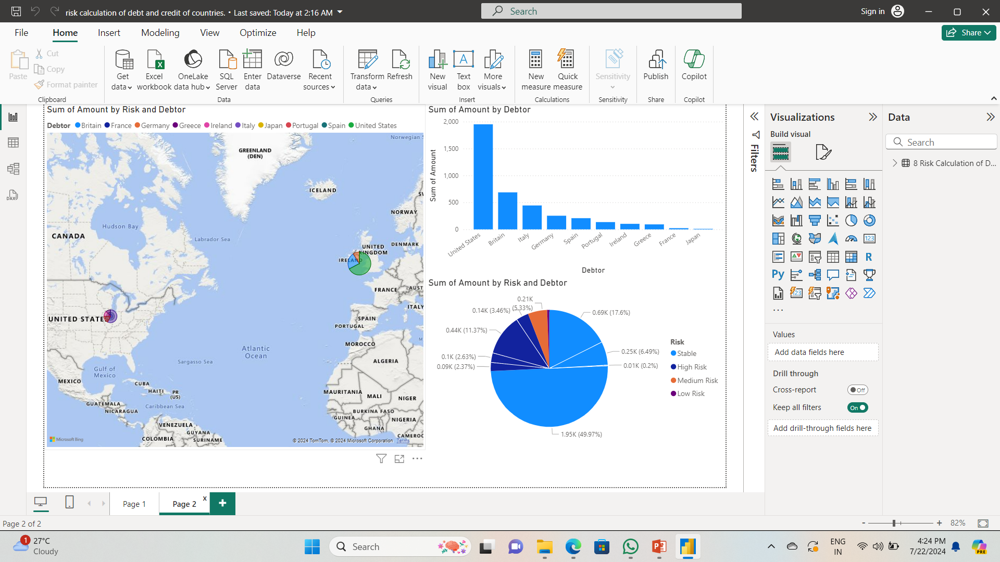 risk calculation of debt and credit of countries. • Last saved: Today at 2:16 AM
Search
Sign in
File Home Insert Modeling View Optimize Help
Share
Paste
Cut
Copy
Format painter
Clipboard
Get data
Excel workbook
OneLake data hub
SQL Server
Enter data
Dataverse
Recent sources
Data
Transform data
Refresh
Queries
New visual
Text box
More visuals
Insert
New measure
Quick measure
Calculations
Sensitivity
Sensitivity
Publish
Share
Copilot
Copilot
DAX
Sum of Amount by Risk and Debtor
Debtor Britain France Germany Greece Ireland Italy Japan Portugal Spain United States
Norwegian S
GREENLAND
(DEN)
ICELAND
SV
NORWAY
Hudson Bay
CANADA
Labrador Sea
UNITED
KINGDOM
DENMARK
IRELAND
FRANCE
AUST
ITALY
UNITED STATES
SPAIN
PORTUGAL
Atlantic
Ocean
MOROCCO
Sargasso Sea
ALGERIA
Gulf of
Mexico
MEXICO
CUBA
HAITI
PR
(US)
MAURITANIA
MALI
NIGER
GUATEMALA
Caribbean Sea
NICARAGUA
BURKINA FASO
GUINEA
NIGERIA
VENEZUELA
GHANA
GUYANA
CAMEROO
COLOMBIA
SURINAME
Microsoft Bing
© 2024 TomTom, © 2024 Microsoft Corporation Terms
Sum of Amount by Debtor
2,000
1,500
1,000
500
0
Sum of Amount
United States
Britain
Italy
Germany
Spain
Portugal
Ireland
Greece
France
Japan
Debtor
Sum of Amount by Risk and Debtor
0.21K
(5.33%)
0.14K (3.46%)
0.69K (17.6%)
0.44K (11.37%)
0.25K (6.49%)
0.1K (2.63%)
0.01K (0.2%)
0.09K (2.37%)
1.95K (49.97%)
Risk
Stable
High Risk
Medium Risk
Low Risk
Filters
Visualizations
Build visual
123
R
Py
123
...
Values
Add data fields here
Drill through
Cross-report
Off
Keep all filters
On
Add drill-through fields here
Data
Search
8 Risk Calculation of D...
Page 1
Page 2
x
+
Page 2 of 2
- + 82%
1
27°C
Cloudy
Search
ENG
IN
4:24 PM
7/22/2024
PRE